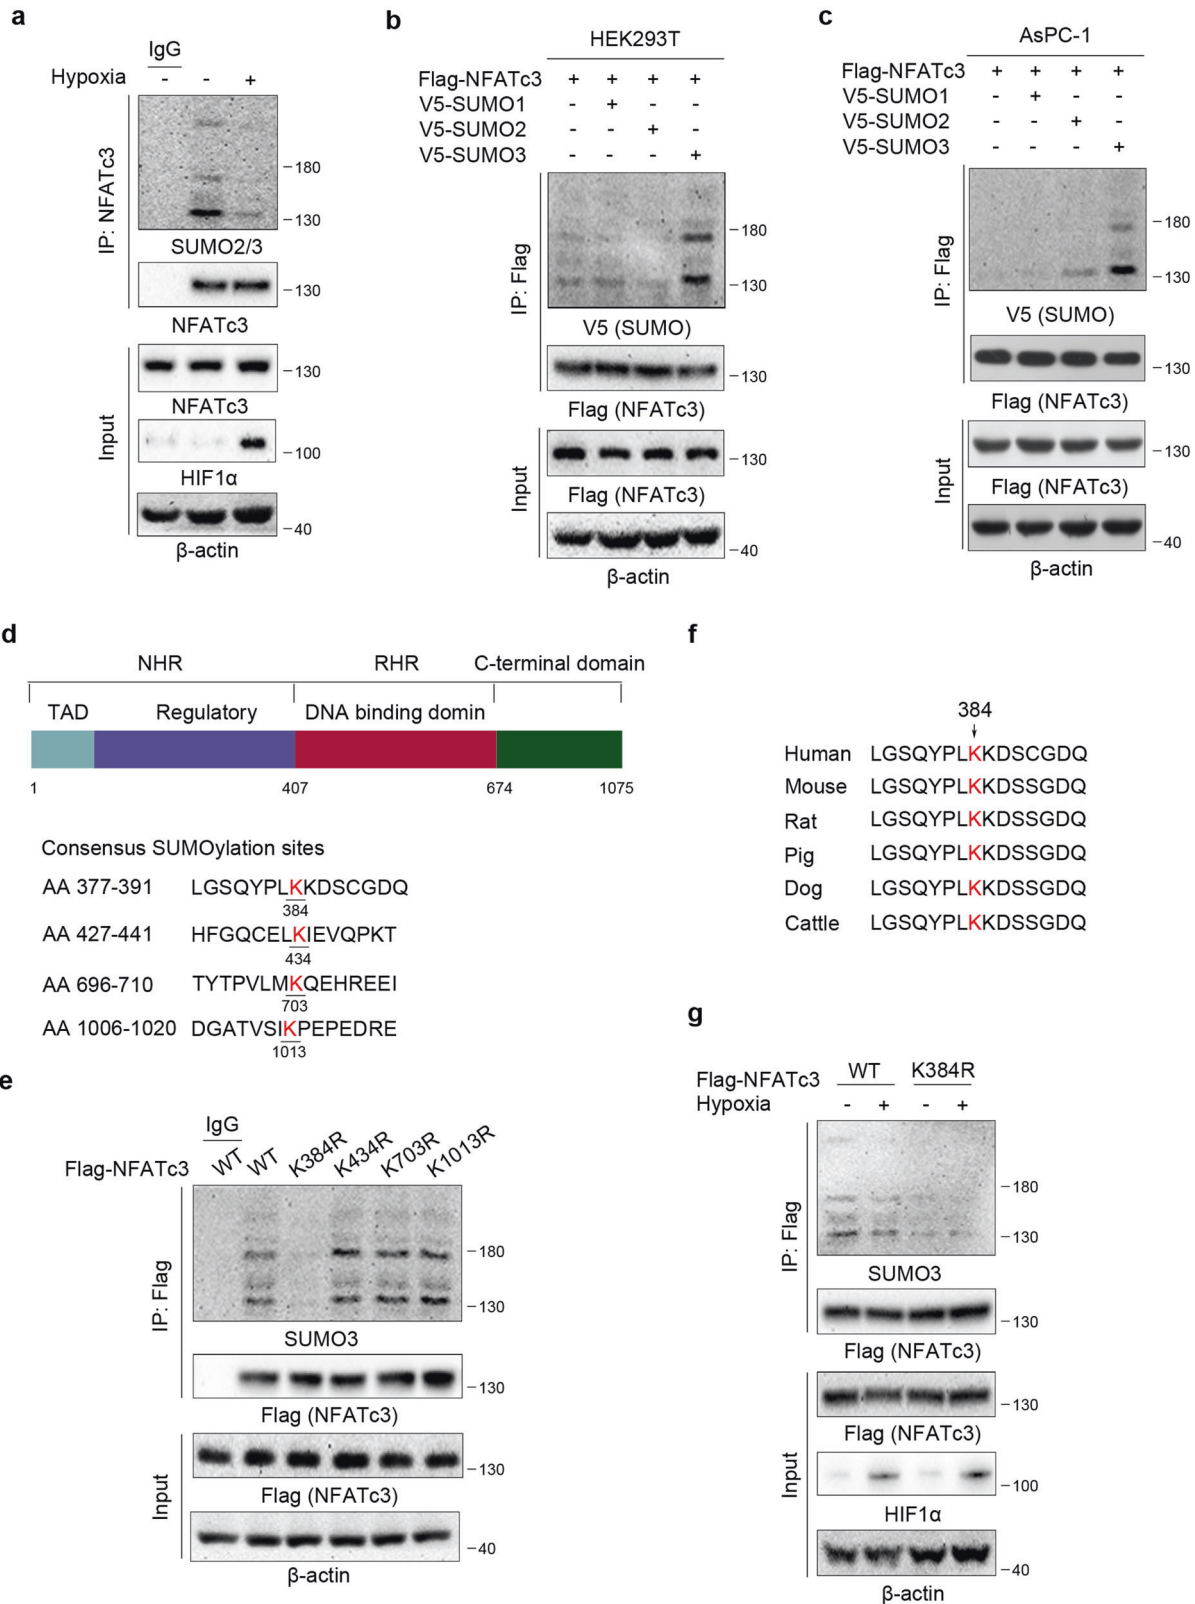 a
IgG
Hypoxia - - +
IP: NFATc3
−180
−130
SUMO2/3
−130
NFATc3
Input
−130
NFATc3
−100
HIF1α
−40
β-actin
b
HEK293T
Flag-NFATc3 + + + +
V5-SUMO1 - + - -
V5-SUMO2 - - + -
V5-SUMO3 - - - +
IP: Flag
−180
−130
V5 (SUMO)
−130
Flag (NFATc3)
Input
−130
Flag (NFATc3)
−40
β-actin
c
AsPC-1
Flag-NFATc3 + + + +
V5-SUMO1 - + - -
V5-SUMO2 - - + -
V5-SUMO3 - - - +
IP: Flag
−180
−130
V5 (SUMO)
−130
Flag (NFATc3)
Input
−130
Flag (NFATc3)
−40
β-actin
d
NHR RHR C-terminal domain
TAD Regulatory DNA binding domin
1 407 674 1075
Consensus SUMOylation sites
AA 377-391 LGSQYPLKKDSCGDQ
384
AA 427-441 HFGQCELKIEVQPKT
434
AA 696-710 TYTPVLMKQEHREEI
703
AA 1006-1020 DGATVSIKPEPEDRE
1013
e
IgG
Flag-NFATc3 WT WT K384R K434R K703R K1013R
IP: Flag
−180
−130
SUMO3
−130
Flag (NFATc3)
Input
−130
Flag (NFATc3)
−40
β-actin
f
384
Human LGSQYPLKKDSCGDQ
Mouse LGSQYPLKKDSSGDQ
Rat LGSQYPLKKDSSGDQ
Pig LGSQYPLKKDSSGDQ
Dog LGSQYPLKKDSSGDQ
Cattle LGSQYPLKKDSSGDQ
g
Flag-NFATc3 WT K384R
Hypoxia - + - +
IP: Flag
−180
−130
SUMO3
−130
Flag (NFATc3)
Input
−130
Flag (NFATc3)
−100
HIF1α
−40
β-actin